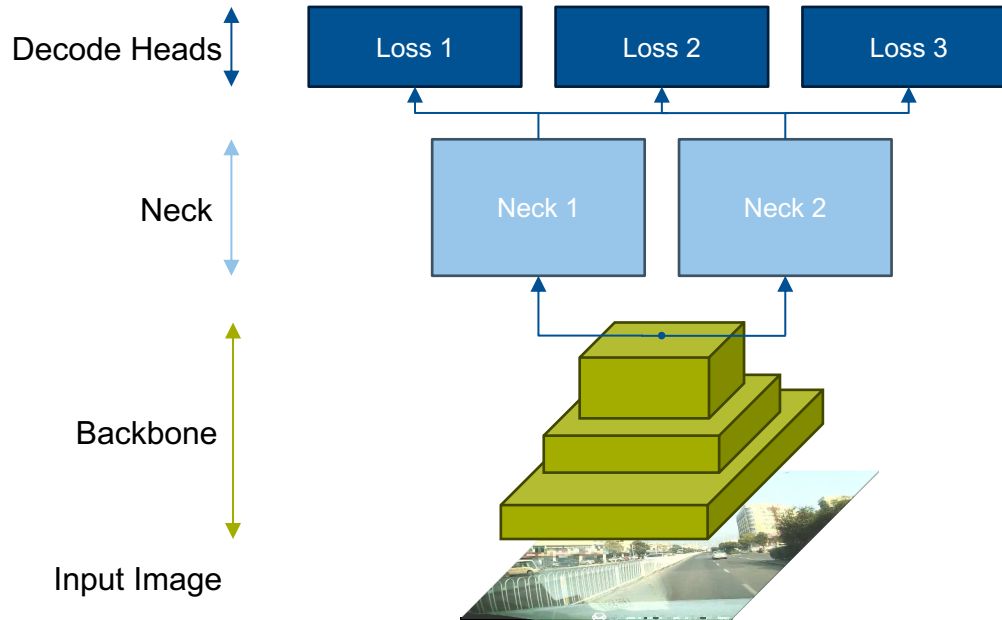 Decode Heads
Loss 1
Loss 2
Loss 3
Neck
Neck 1
Neck 2
Backbone
Input Image